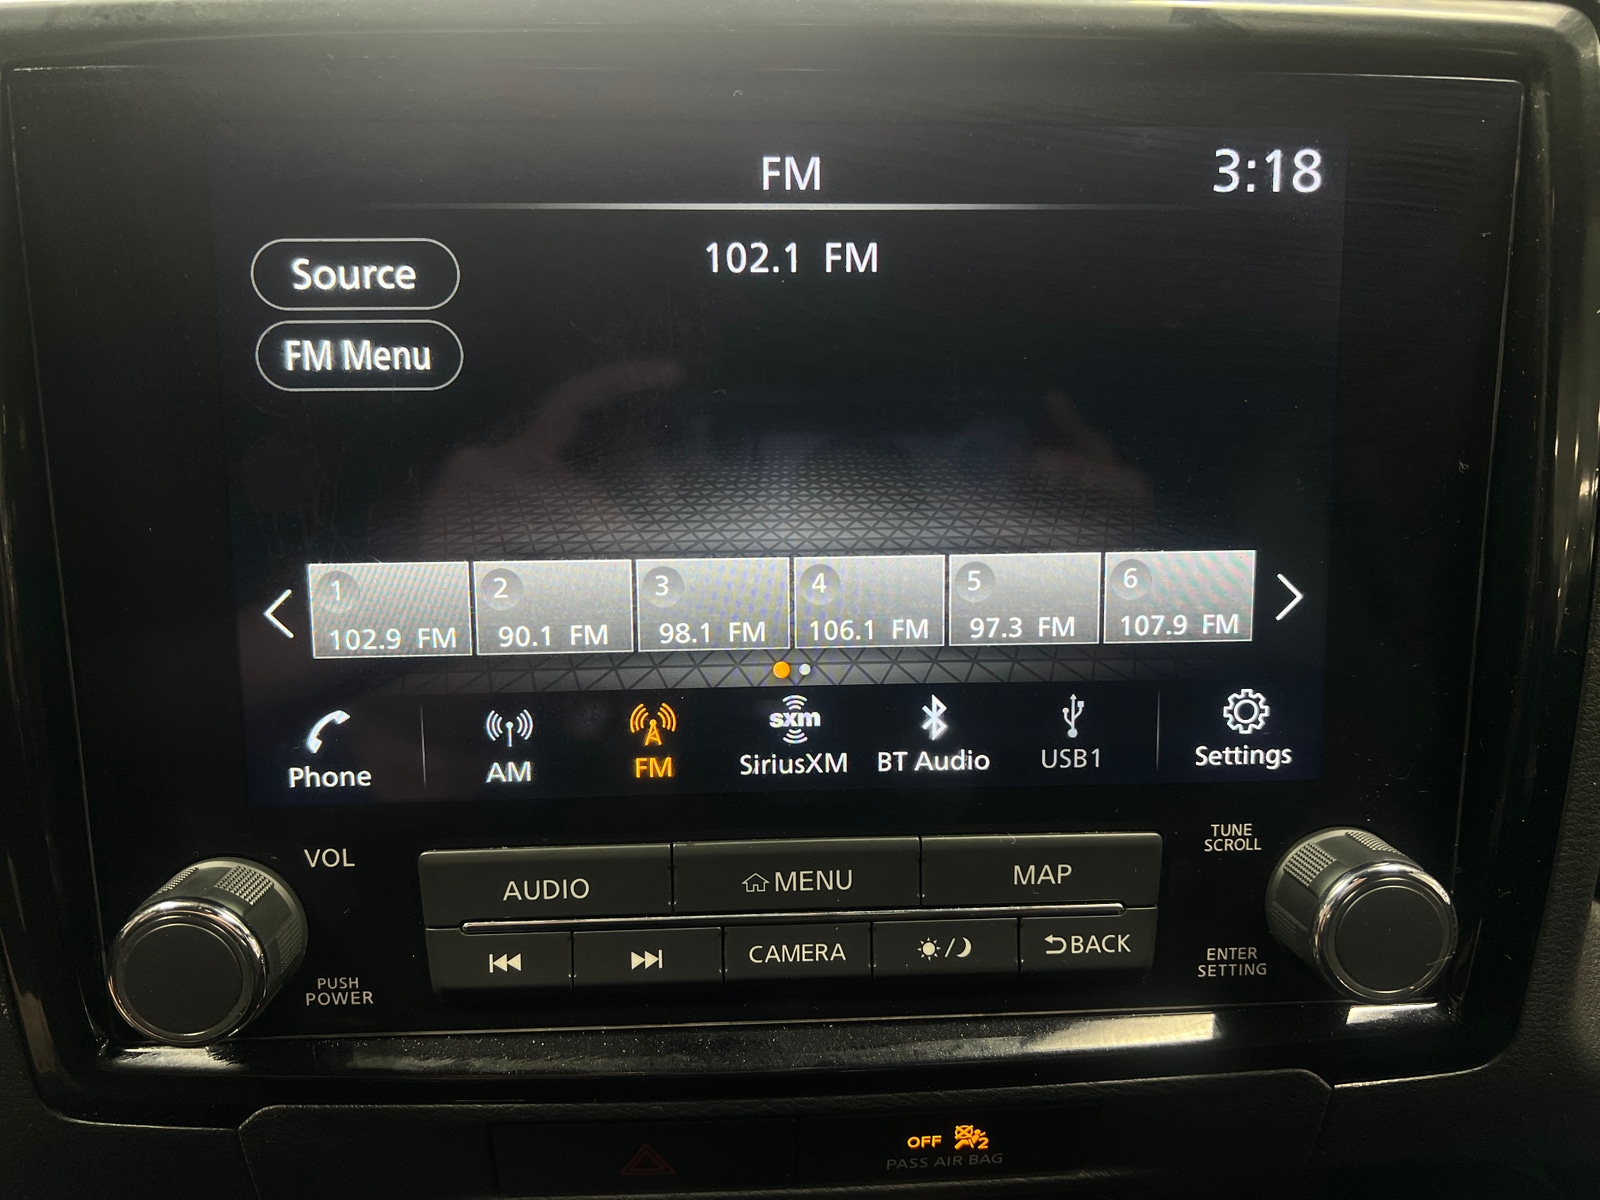 FM
3:18
Source
102.1 FM
FM Menu
1
102.9 FM
2
90.1 FM
3
98.1 FM
4
106.1 FM
5
97.3 FM
6
107.9 FM
Phone
AM
FM
sxm
SiriusXM
BT Audio
USB1
Settings
VOL
AUDIO
MENU
MAP
TUNE
SCROLL
PUSH
POWER
CAMERA
/
BACK
ENTER
SETTING
OFF
2
PASS AIR BAG